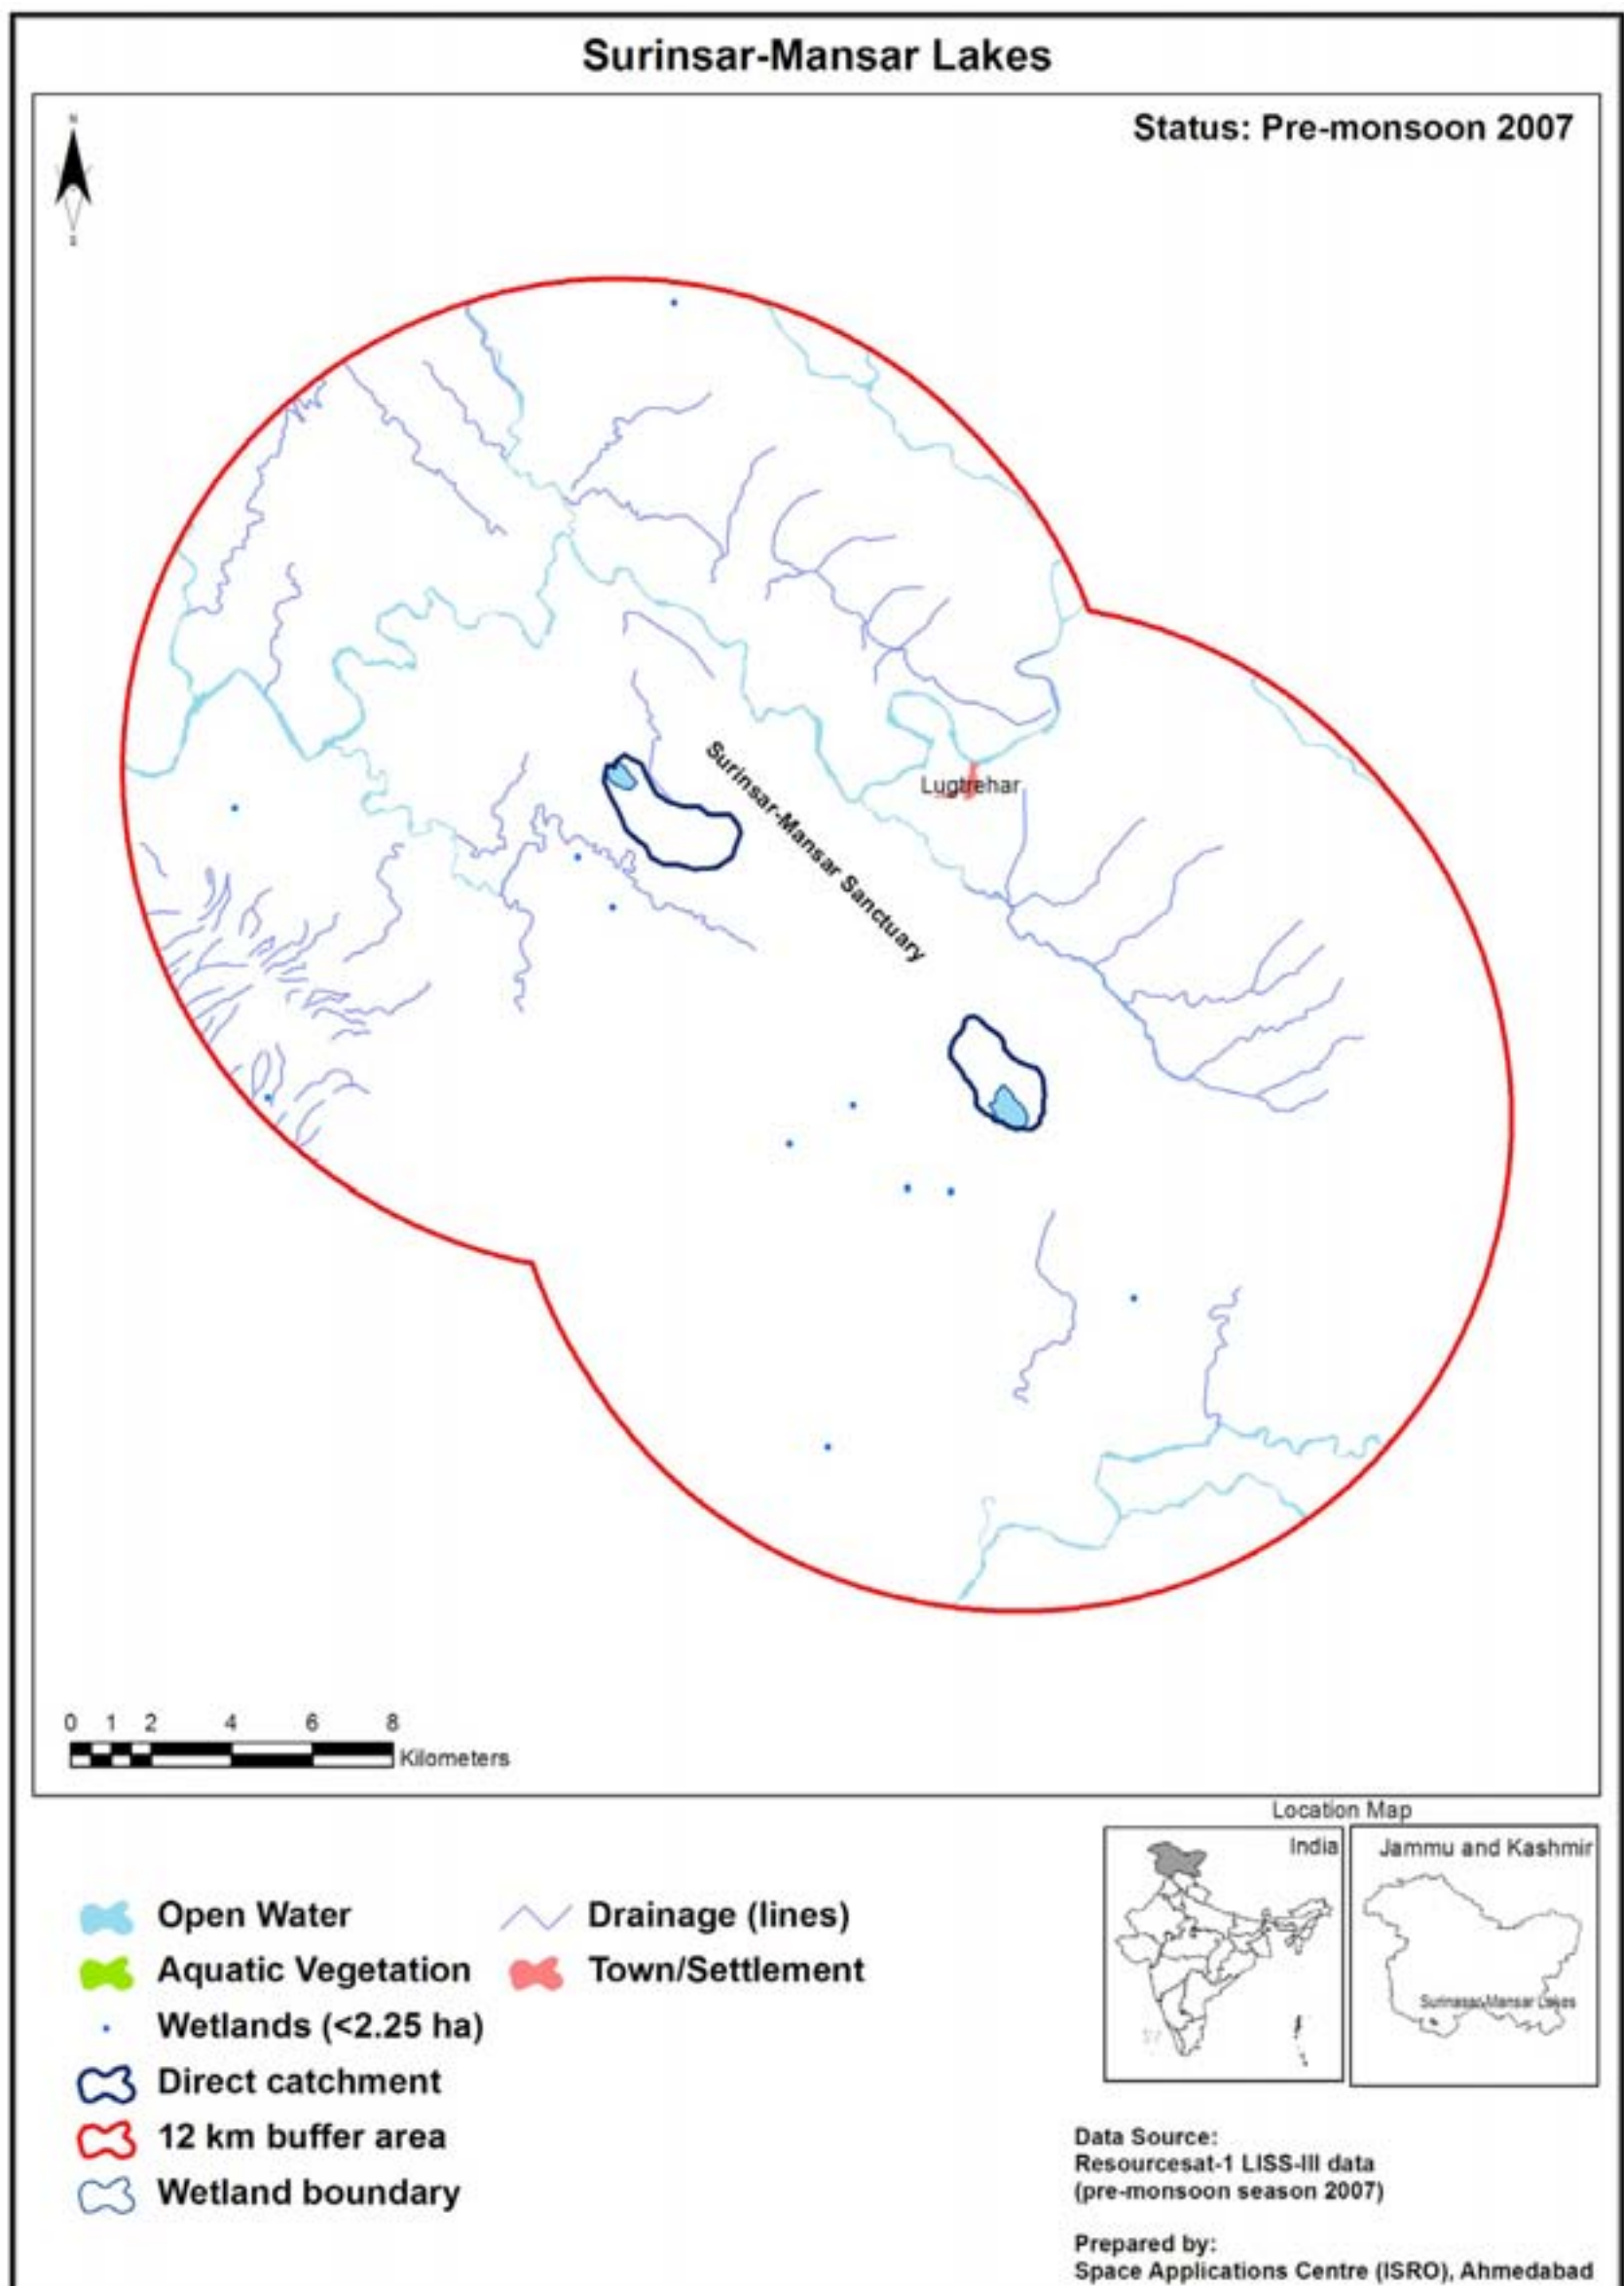 Surinsar-Mansar Lakes
Status: Pre-monsoon 2007
N
S
Surinsar-Mansar Sanctuary
Lugtrehar
0 1 2 4 6 8
Kilometers
Location Map
India
Jammu and Kashmir
Surinasar-Mansar Lakes
Open Water
Aquatic Vegetation
Wetlands (<2.25 ha)
Direct catchment
12 km buffer area
Wetland boundary
Drainage (lines)
Town/Settlement
Data Source:
Resourcesat-1 LISS-III data
(pre-monsoon season 2007)
Prepared by:
Space Applications Centre (ISRO), Ahmedabad